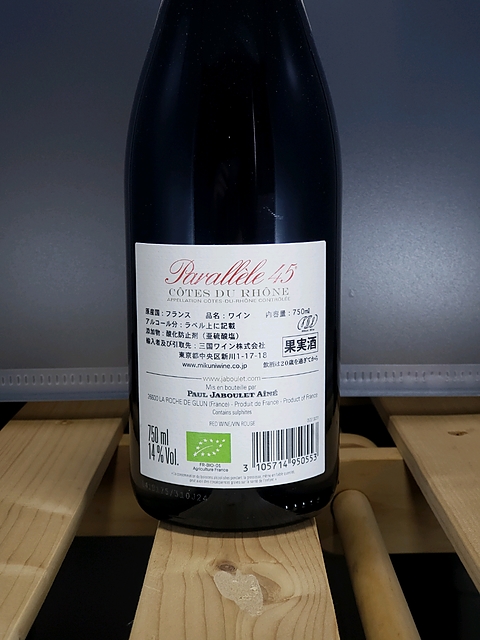 Parallèle 45
CÔTES DU RHÔNE
APPELLATION CÔTES-DU-RHÔNE CONTRÔLÉE
原産国：フランス 品名：ワイン 内容量：750mℓ
アルコール分：ラベル上に記載
添加物：酸化防止剤（亜硫酸塩）
輸入者及び引取先：三国ワイン株式会社
東京都中央区新川1-17-18
www.mikuniwine.co.jp
果実酒
飲酒は20歳を過ぎてから
www.jaboulet.com
Mis en bouteille par
PAUL JABOULET AÎNÉ
26600 LA ROCHE DE GLUN (France) - Produit de France - Product of France
Contains sulphites
RED WINE/VIN ROUGE
750 ml
14 % Vol.
FR-BIO-01
Agriculture France
3 105714 950553